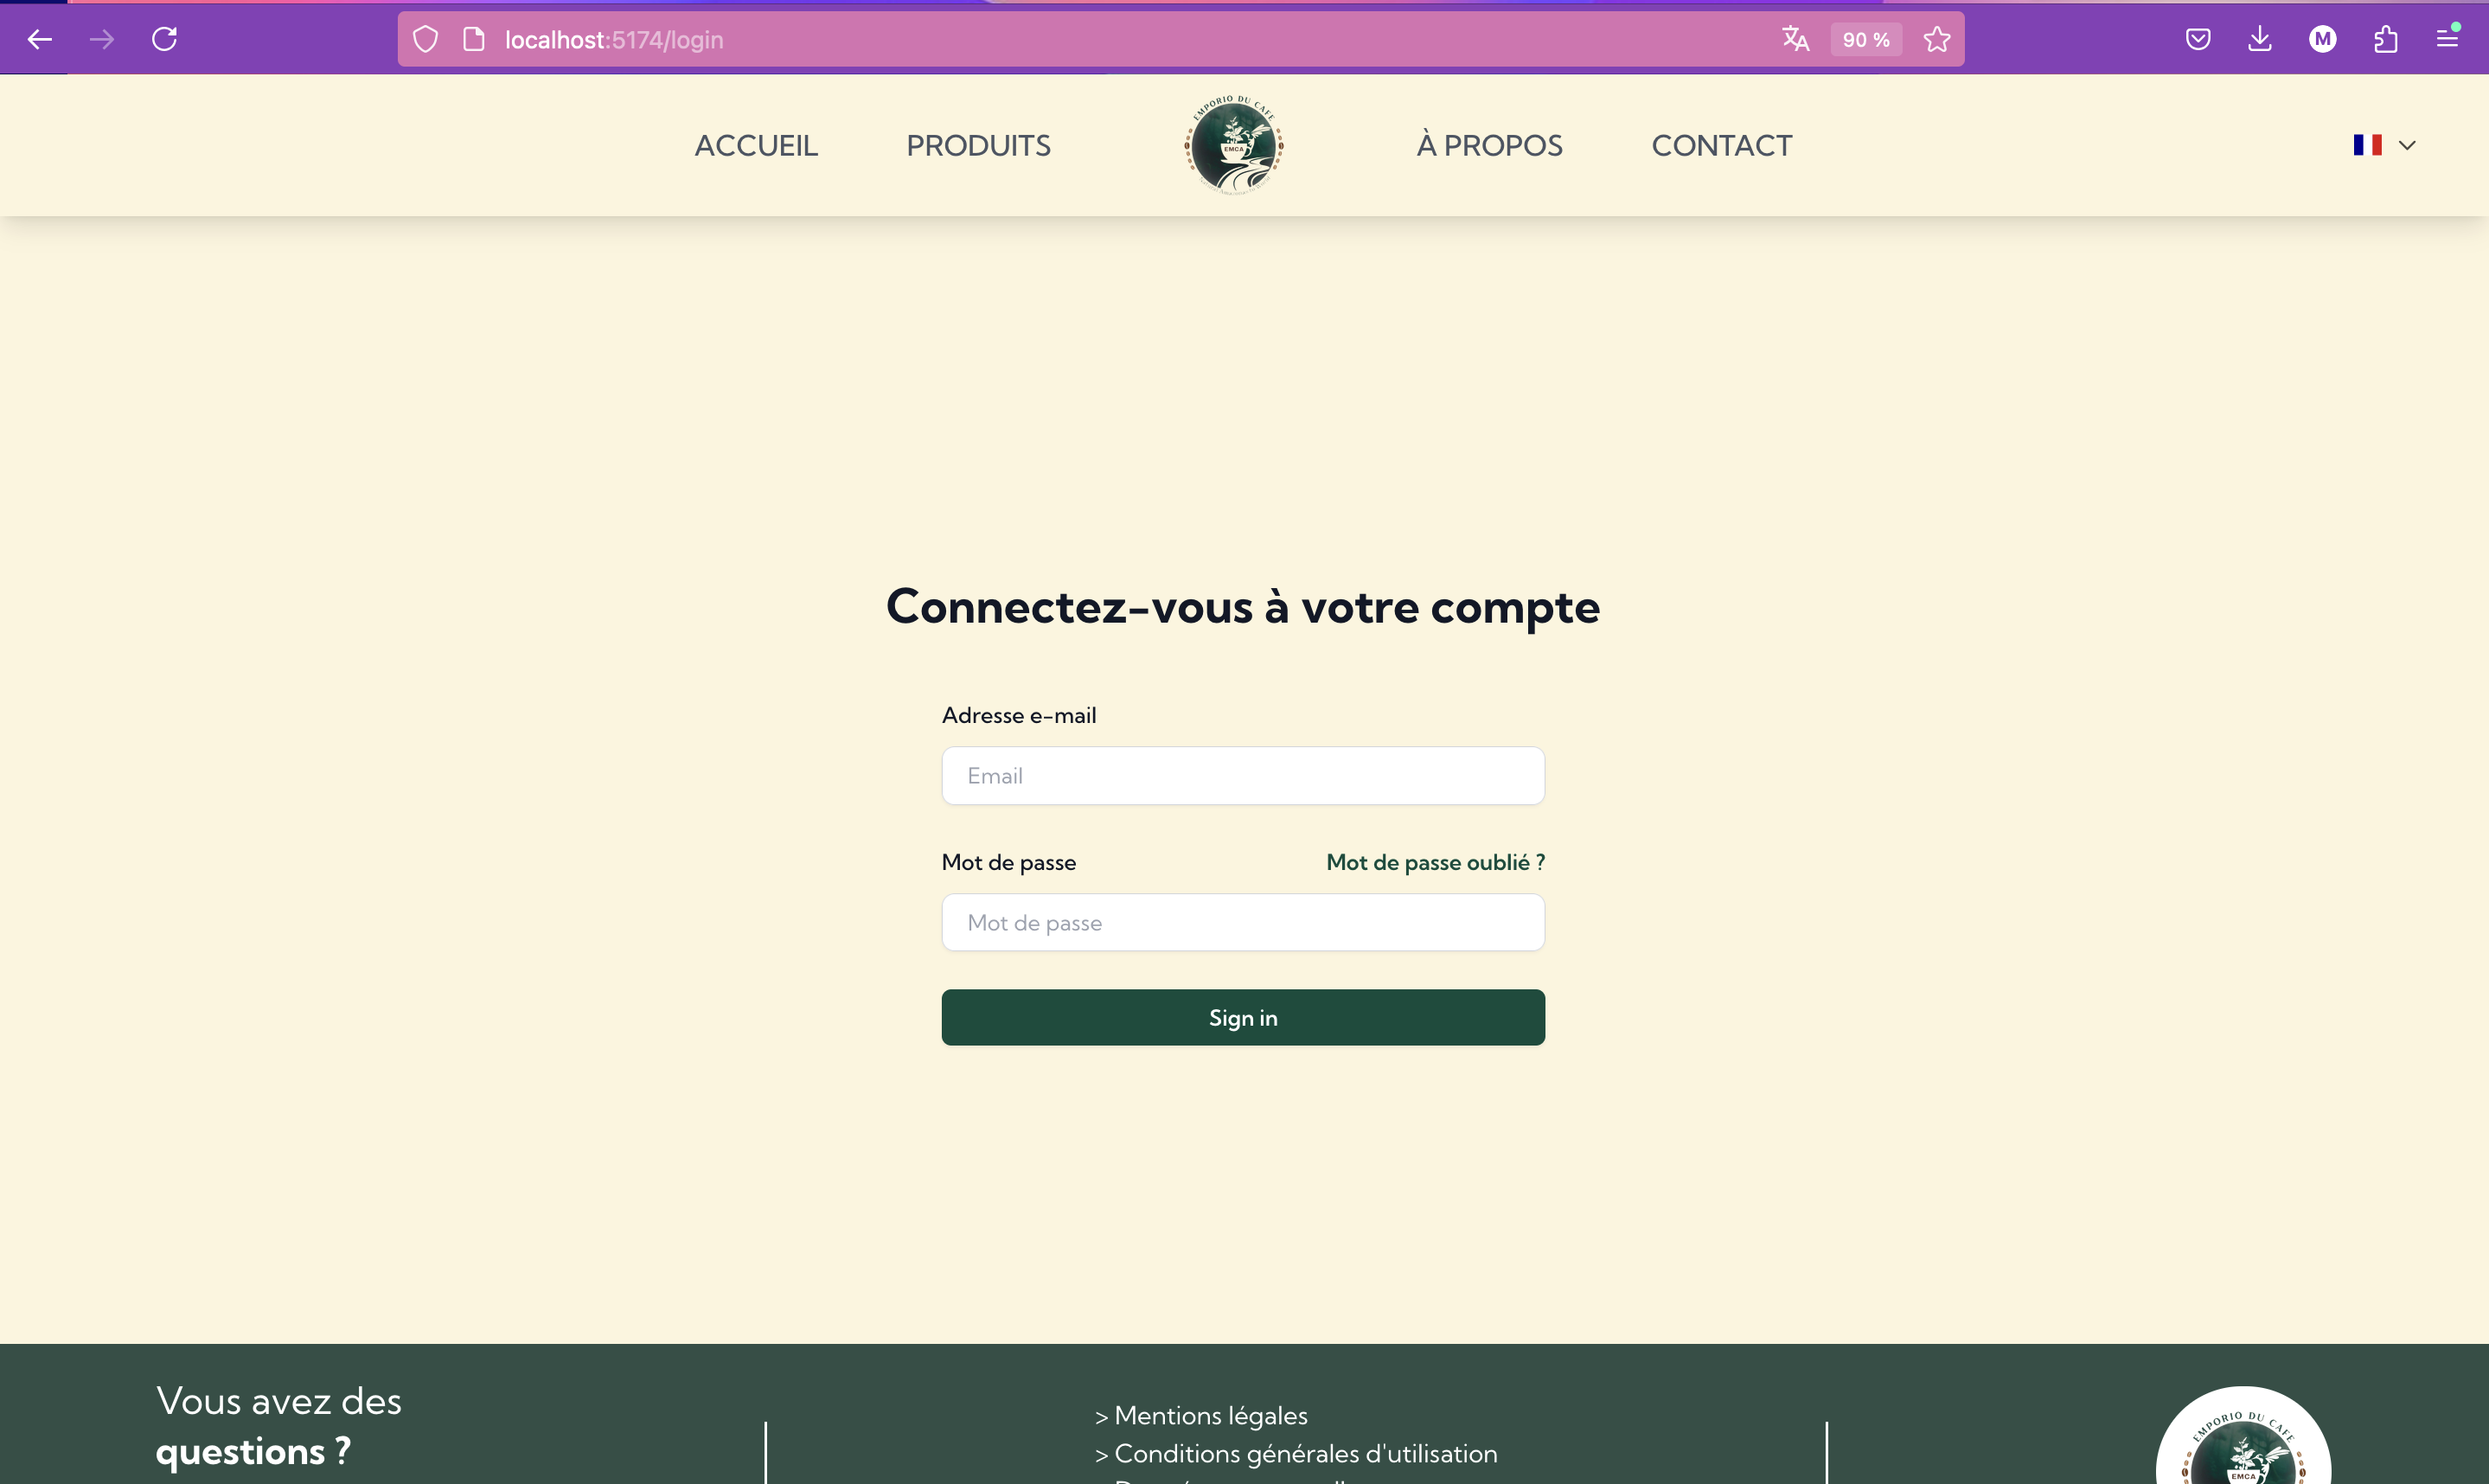 localhost:5174/login
90 %
M
ACCUEIL
PRODUITS
EMPORIO DU CAFE
EMCA
À PROPOS
CONTACT
Connectez-vous à votre compte
Adresse e-mail
Email
Mot de passe
Mot de passe oublié ?
Mot de passe
Sign in
Vous avez des
questions ?
> Mentions légales
> Conditions générales d'utilisation
EMPORIO DU CAFE
EMCA